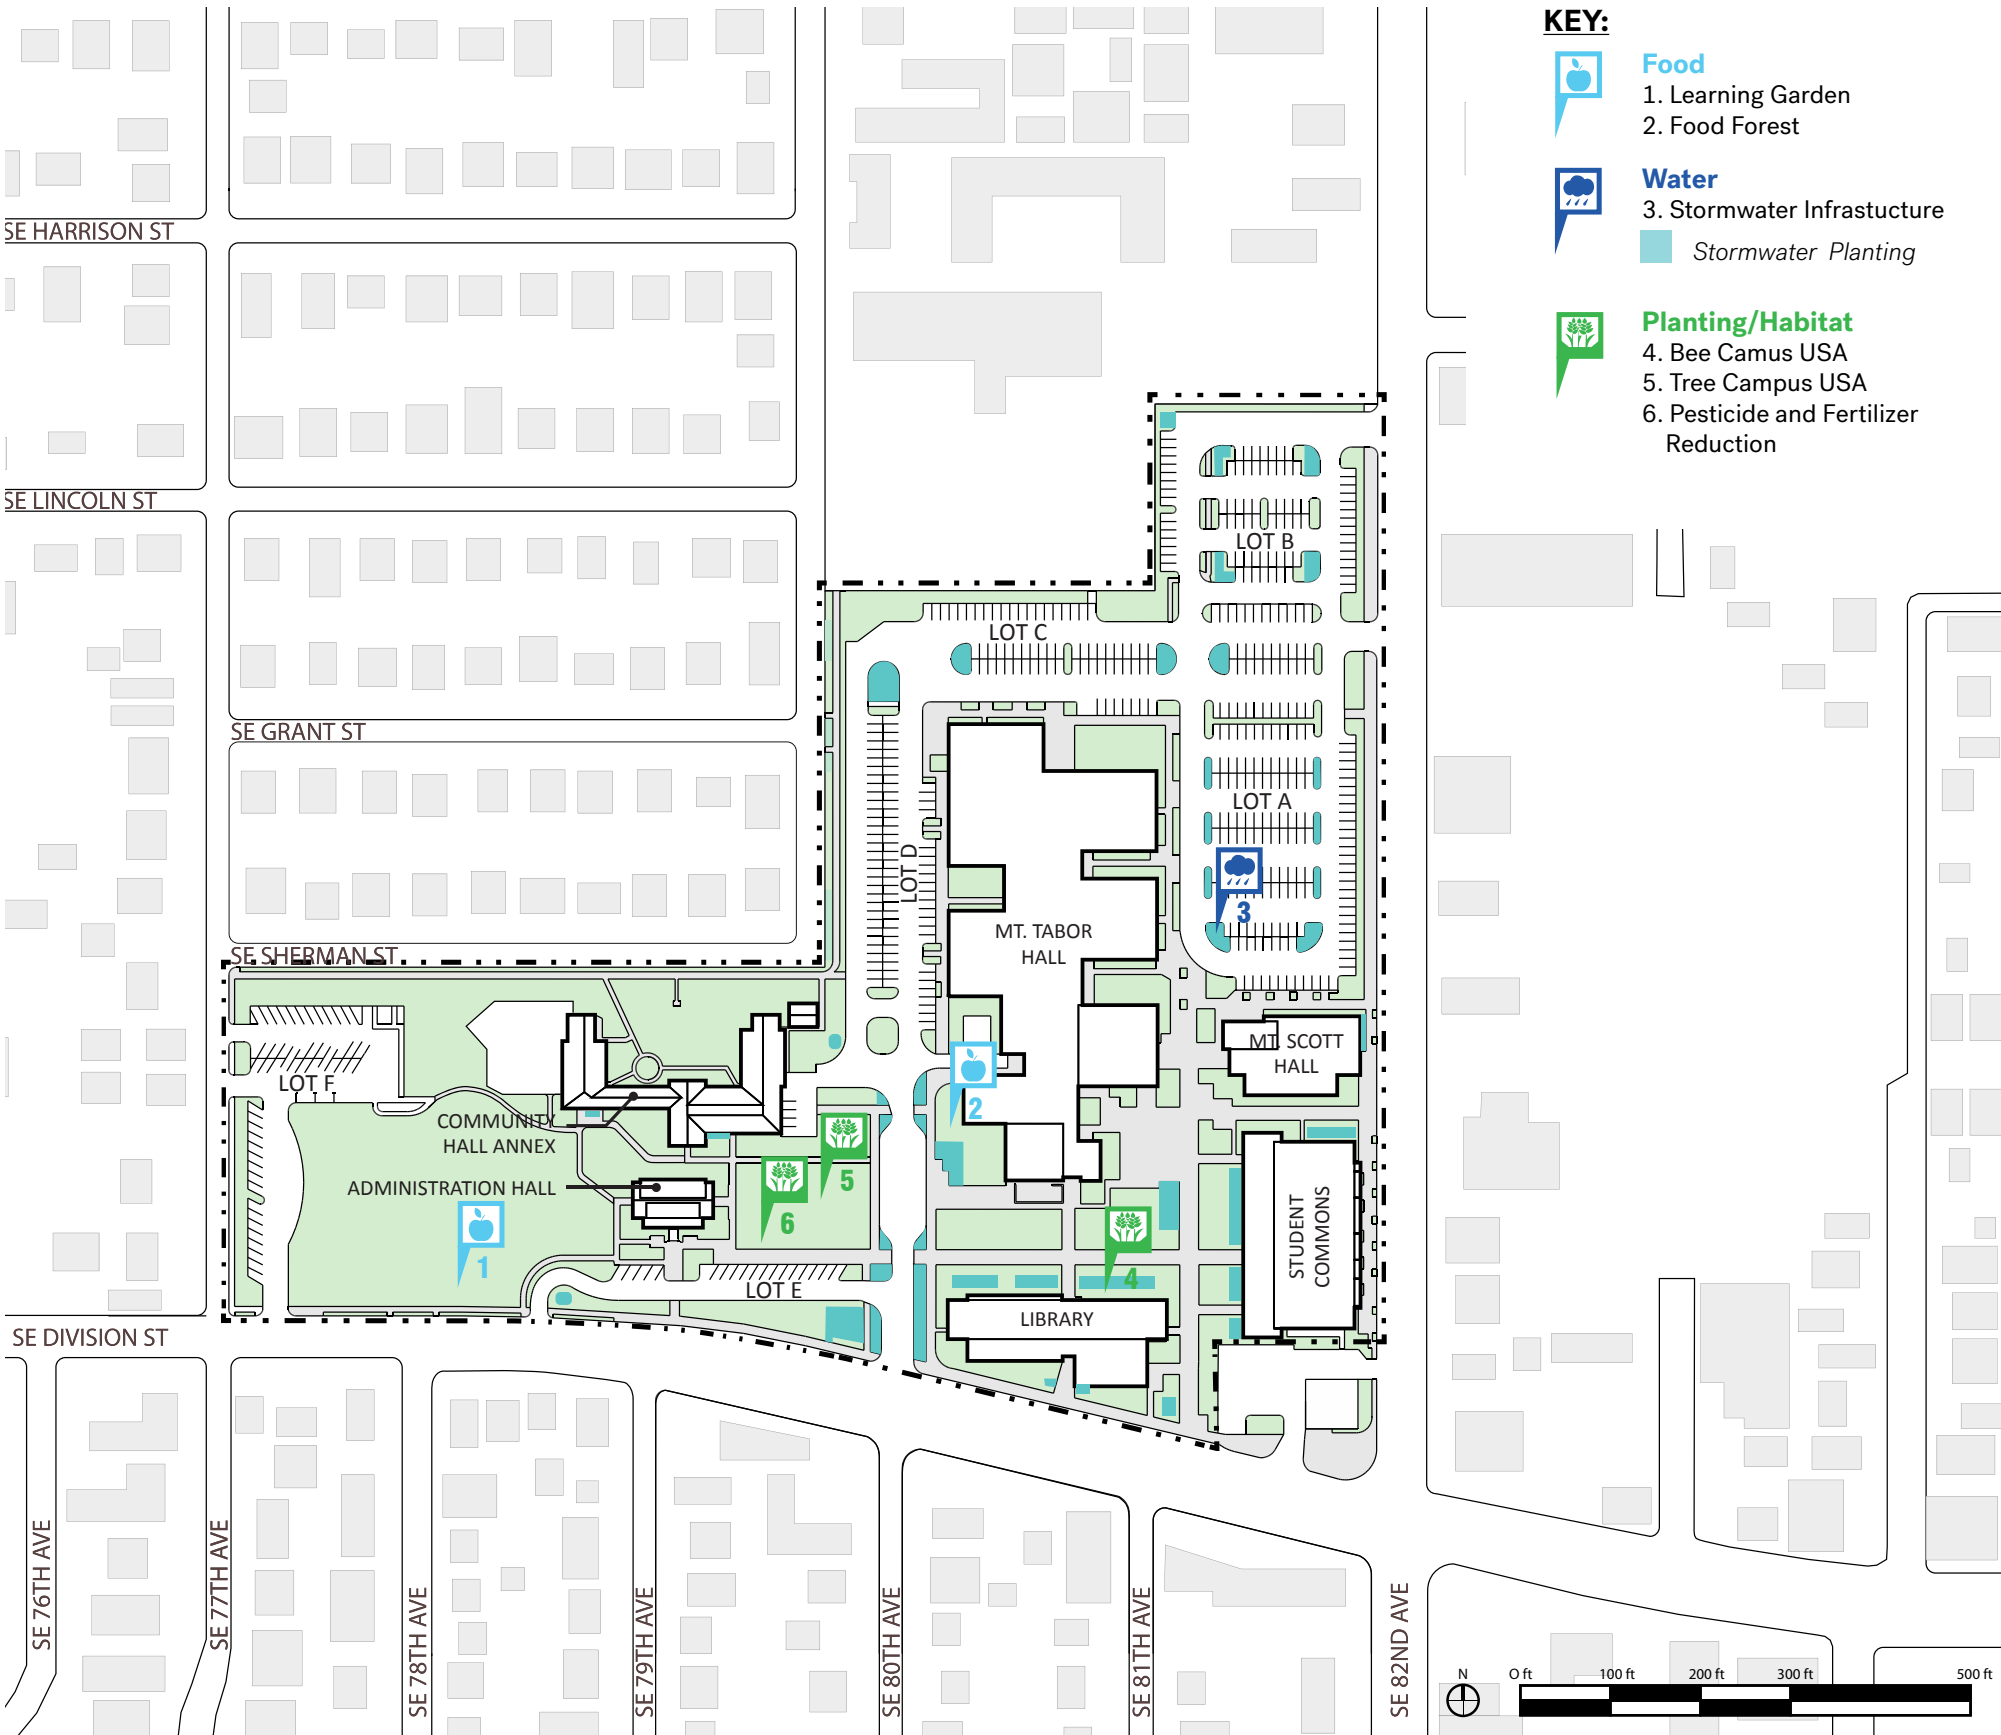 KEY:
Food
1. Learning Garden
2. Food Forest
Water
3. Stormwater Infrastucture
Stormwater Planting
Planting/Habitat
4. Bee Camus USA
5. Tree Campus USA
6. Pesticide and Fertilizer
Reduction
SE HARRISON ST
SE LINCOLN ST
SE GRANT ST
SE SHERMAN ST
SE DIVISION ST
LOT B
LOT C
LOT A
LOT D
3
MT. TABOR
HALL
MT. SCOTT
HALL
LOT F
COMMUNITY
HALL ANNEX
ADMINISTRATION HALL
2
5
6
1
4
LOT E
LIBRARY
STUDENT
COMMONS
SE 76TH AVE
SE 77TH AVE
SE 78TH AVE
SE 79TH AVE
SE 80TH AVE
SE 81TH AVE
SE 82ND AVE
N
O ft
100 ft
200 ft
300 ft
500 ft